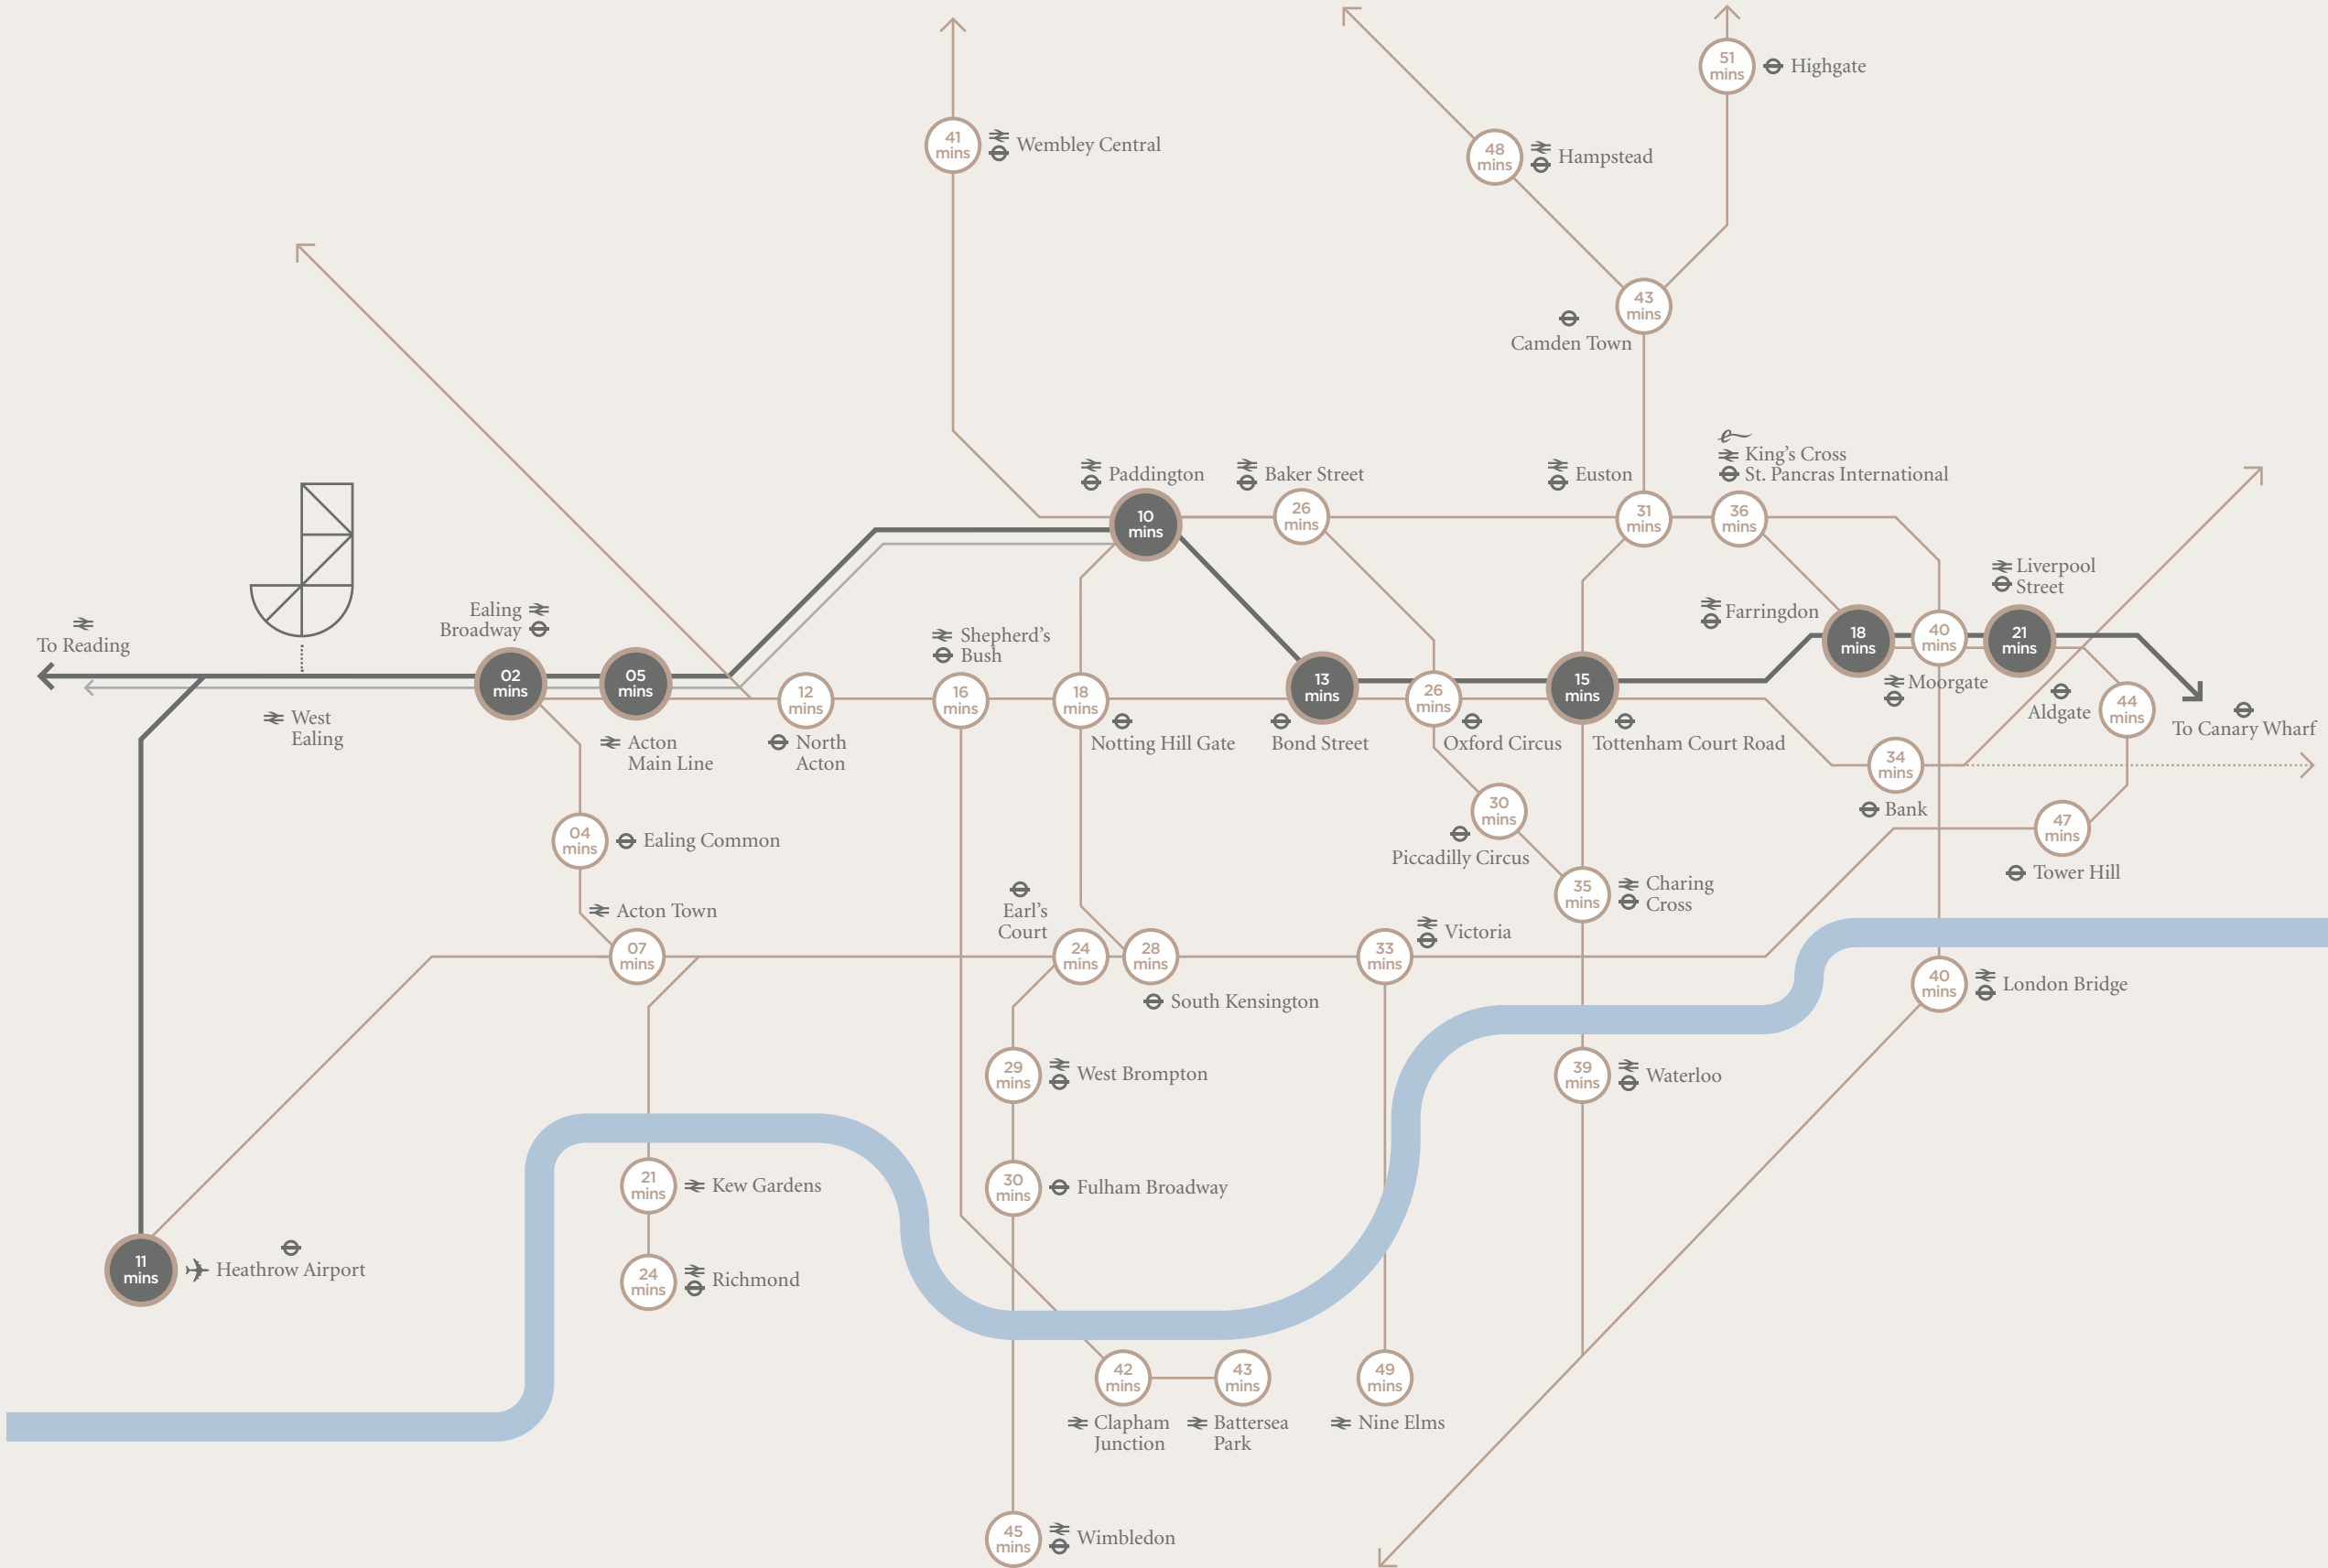 51
mins
Highgate
41
mins
Wembley Central
48
mins
Hampstead
43
mins
Camden Town
King's Cross
St. Pancras International
Paddington
Baker Street
Euston
10
mins
26
mins
31
mins
36
mins
Liverpool
Street
Ealing
Broadway
Farringdon
To Reading
Shepherd's
Bush
02
mins
05
mins
12
mins
16
mins
18
mins
13
mins
26
mins
15
mins
18
mins
40
mins
21
mins
Moorgate
Aldgate
44
mins
To Canary Wharf
West
Ealing
Acton
Main Line
North
Acton
Notting Hill Gate
Bond Street
Oxford Circus
Tottenham Court Road
34
mins
Bank
30
mins
Piccadilly Circus
47
mins
Tower Hill
04
mins
Ealing Common
Acton Town
07
mins
Earl's
Court
24
mins
28
mins
South Kensington
33
mins
Victoria
35
mins
Charing
Cross
40
mins
London Bridge
29
mins
West Brompton
39
mins
Waterloo
21
mins
Kew Gardens
30
mins
Fulham Broadway
11
mins
Heathrow Airport
24
mins
Richmond
42
mins
Clapham
Junction
43
mins
Battersea
Park
49
mins
Nine Elms
45
mins
Wimbledon